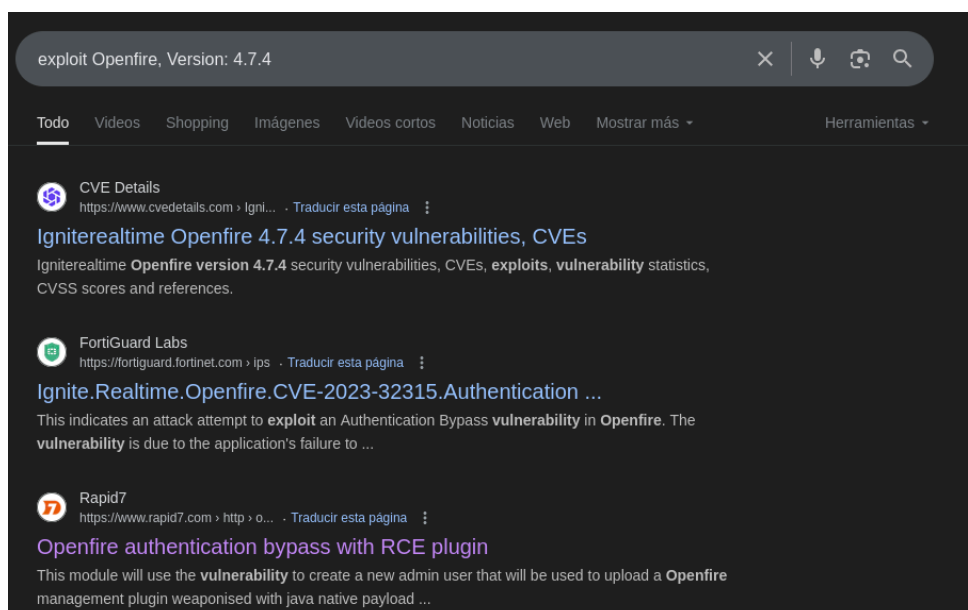 exploit Openfire, Version: 4.7.4
Todo Videos Shopping Imágenes Videos cortos Noticias Web Mostrar más Herramientas
CVE Details
https://www.cvedetails.com › Igni... · Traducir esta página
Igniterealtime Openfire 4.7.4 security vulnerabilities, CVEs
Igniterealtime Openfire version 4.7.4 security vulnerabilities, CVEs, exploits, vulnerability statistics,
CVSS scores and references.
FortiGuard Labs
https://fortiguard.fortinet.com › ips · Traducir esta página
Ignite.Realtime.Openfire.CVE-2023-32315.Authentication ...
This indicates an attack attempt to exploit an Authentication Bypass vulnerability in Openfire. The
vulnerability is due to the application's failure to ...
Rapid7
https://www.rapid7.com › http › o... · Traducir esta página
Openfire authentication bypass with RCE plugin
This module will use the vulnerability to create a new admin user that will be used to upload a Openfire
management plugin weaponised with java native payload ...